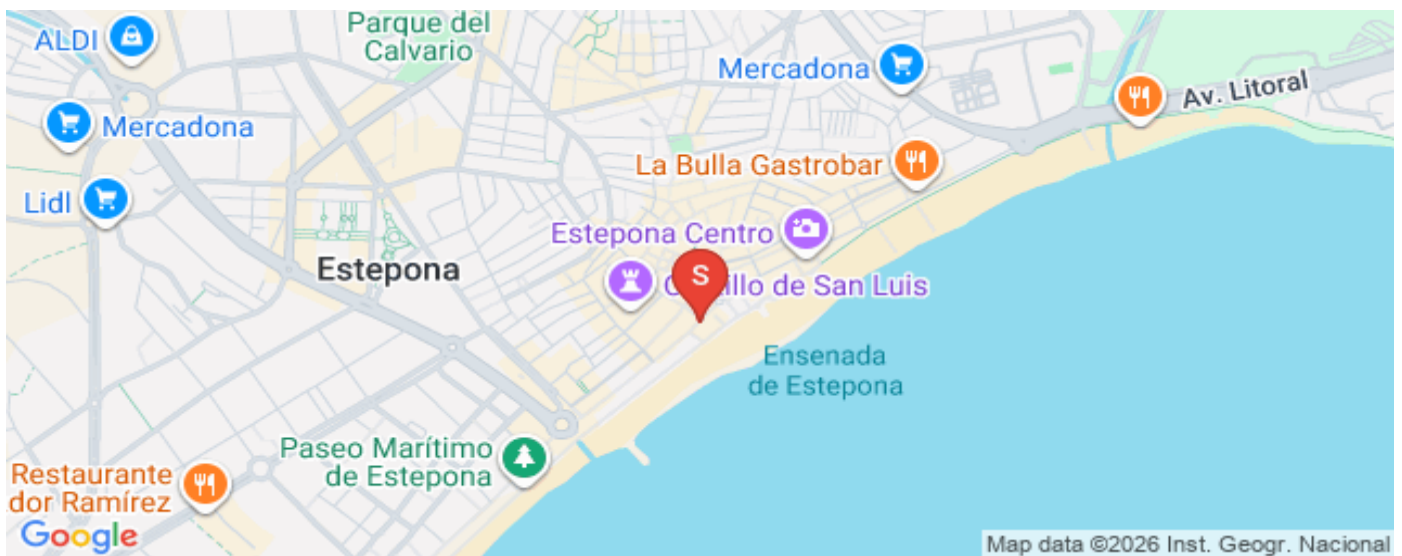 Parque del
Calvario
ALDI
Mercadona
Av. Litoral
Mercadona
La Bulla Gastrobar
Lidl
Estepona Centro
Estepona
S
de San Luis
Ensenada
de Estepona
Paseo Marítimo
de Estepona
Restaurante
dor Ramírez
Google
Map data ©2026 Inst. Geogr. Nacional